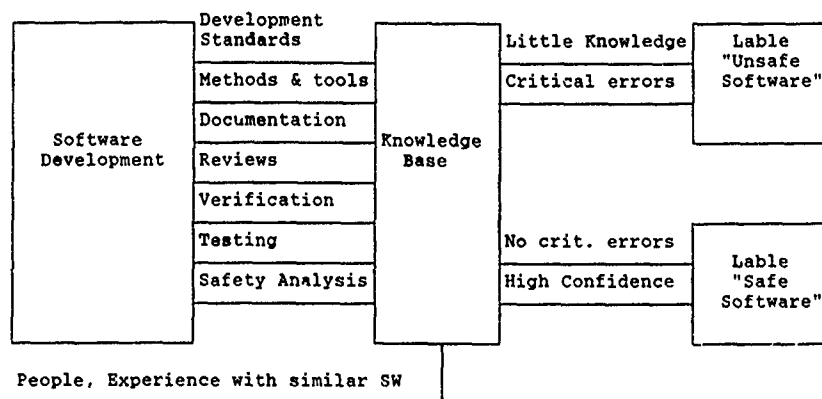 Development
Standards
Methods & tools
Documentation
Reviews
Verification
Testing
Safety Analysis
Software
Development
Knowledge
Base
Little Knowledge
Critical errors
No crit. errors
High Confidence
Lable
"Unsafe
Software"
Lable
"Safe
Software"
People, Experience with similar SW